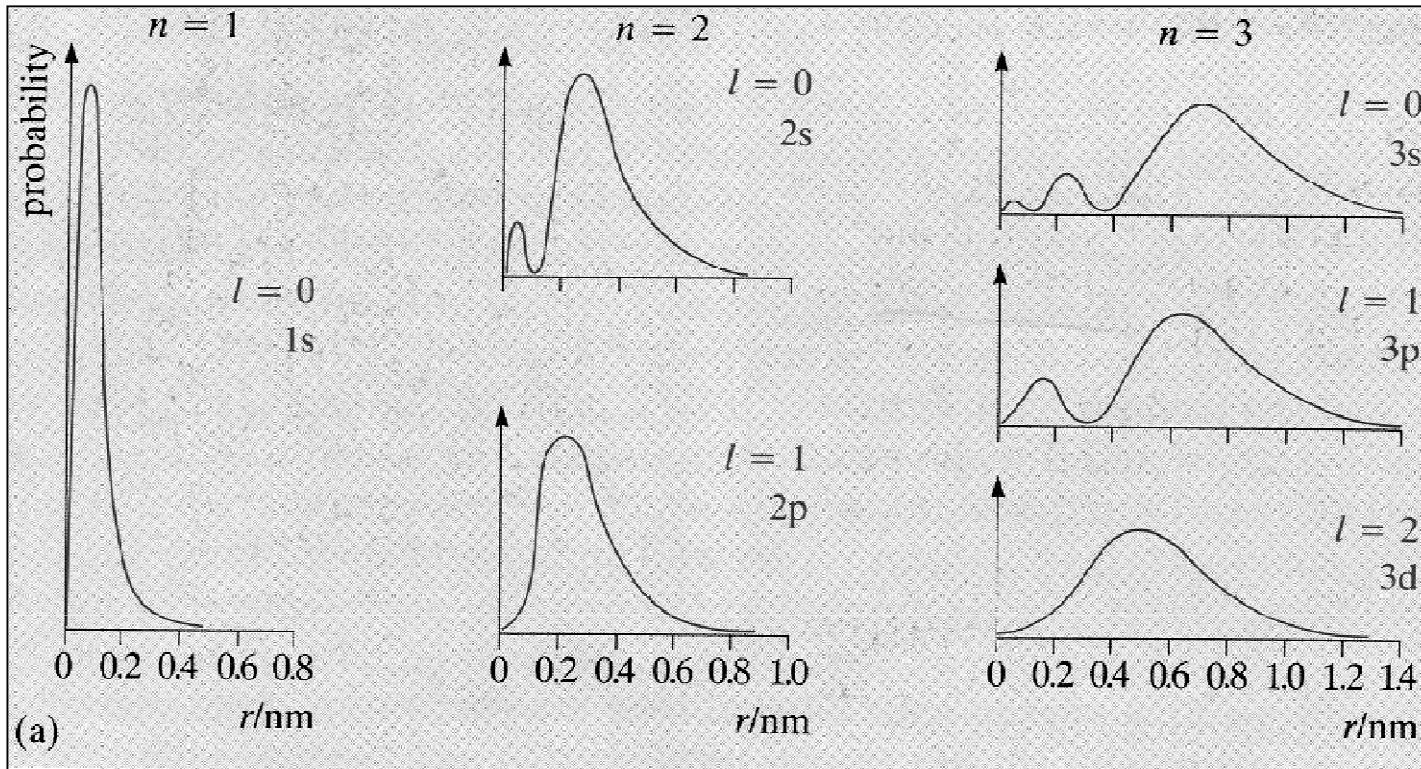 n = 1
probability
l = 0
1s
0 0.2 0.4 0.6 0.8
r/nm
(a)
n = 2
l = 0
2s
l = 1
2p
0 0.2 0.4 0.6 0.8 1.0
r/nm
n = 3
l = 0
3s
l = 1
3p
l = 2
3d
0 0.2 0.4 0.6 0.8 1.0 1.2 1.4
r/nm